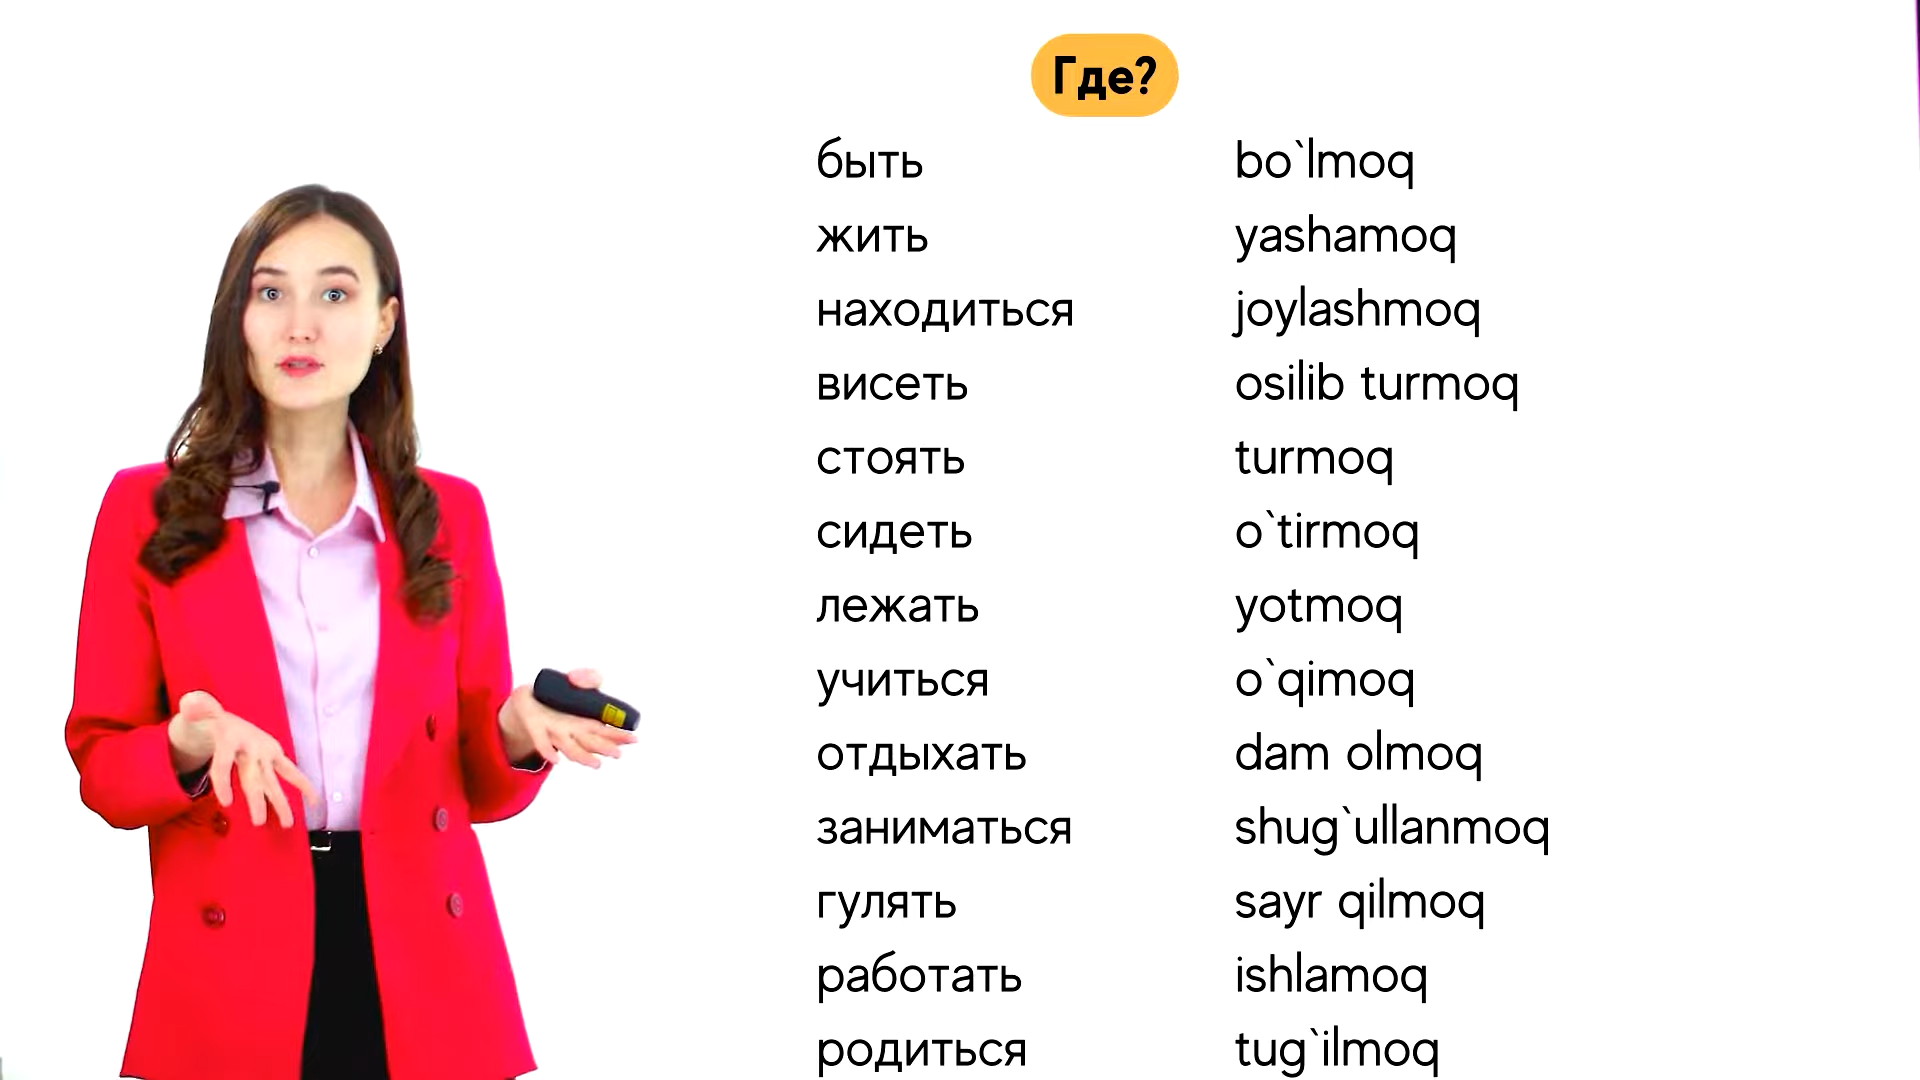 Где?
быть bo`lmoq
жить yashamoq
находиться joylashmoq
висеть osilib turmoq
стоять turmoq
сидеть o`tirmoq
лежать yotmoq
учиться o`qimoq
отдыхать dam olmoq
заниматься shug`ullanmoq
гулять sayr qilmoq
работать ishlamoq
родиться tug`ilmoq